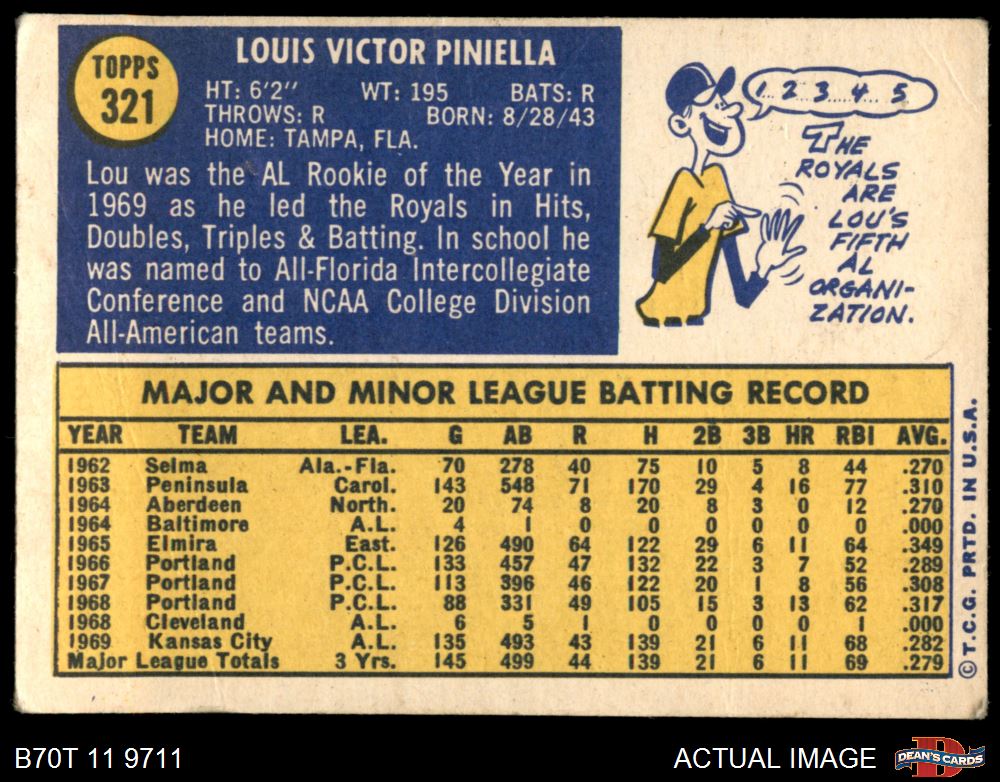 TOPPS
321
LOUIS VICTOR PINIELLA
HT: 6'2" WT: 195 BATS: R
THROWS: R BORN: 8/28/43
HOME: TAMPA, FLA.
Lou was the AL Rookie of the Year in
1969 as he led the Royals in Hits,
Doubles, Triples & Batting. In school he
was named to All-Florida Intercollegiate
Conference and NCAA College Division
All-American teams.
1... 2... 3... 4... 5
THE
ROYALS
ARE
LOU'S
FIFTH
AL
ORGANI-
ZATION.
MAJOR AND MINOR LEAGUE BATTING RECORD
YEAR TEAM LEA. G AB R H 2B 3B HR RBI AVG.
1962 Selma Ala.-Fla. 70 278 40 75 10 5 8 44 .270
1963 Peninsula Carol. 143 548 71 170 29 4 16 77 .310
1964 Aberdeen North. 20 74 8 20 8 3 0 12 .270
1964 Baltimore A.L. 4 1 0 0 0 0 0 0 .000
1965 Elmira East. 126 490 64 122 29 6 11 64 .349
1966 Portland P.C.L. 133 457 47 132 22 3 7 52 .289
1967 Portland P.C.L. 113 396 46 122 20 1 8 56 .308
1968 Portland P.C.L. 88 331 49 105 15 3 13 62 .317
1968 Cleveland A.L. 6 5 1 0 0 0 0 1 .000
1969 Kansas City A.L. 135 493 43 139 21 6 11 68 .282
Major League Totals 3 Yrs. 145 499 44 139 21 6 11 69 .279
© T.C.G. PRTD. IN U.S.A.
B70T 11 9711
ACTUAL IMAGE
D
DEAN'S CARDS